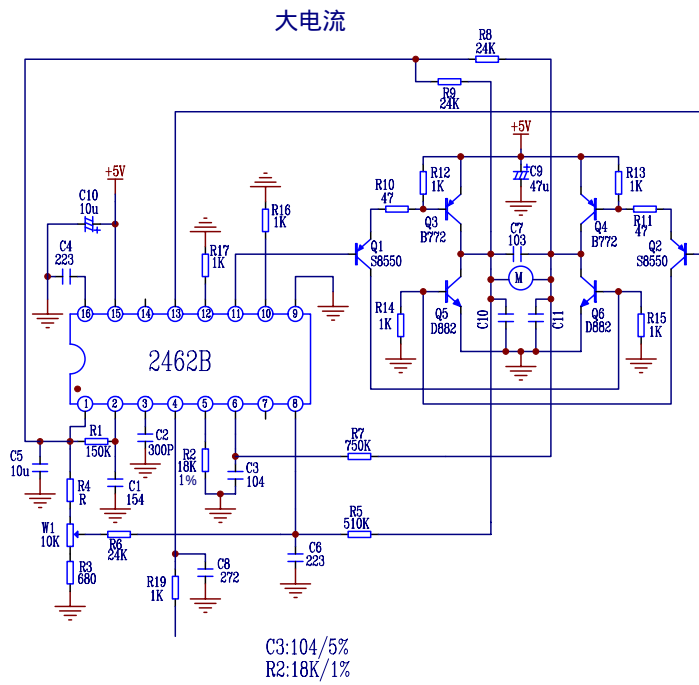 大电流
R8
24K
R9
24K
+5V
+5V
C9
47u
R12
1K
R13
1K
R10
47
R11
47
C10
10u
R16
1K
Q3
B772
C7
103
Q4
B772
C4
223
R17
1K
Q1
S8550
Q2
S8550
M
Q5
D882
Q6
D882
R14
1K
C10
C11
R15
1K
16
15
14
13
12
11
10
9
2462B
1
2
3
4
5
6
7
8
R1
150K
C2
300P
R2
18K
1%
R7
750K
C5
10u
C3
104
R4
R
C1
154
W1
10K
R6
24K
R5
510K
C6
223
R3
680
R19
1K
C8
272
C3:104/5%
R2:18K/1%